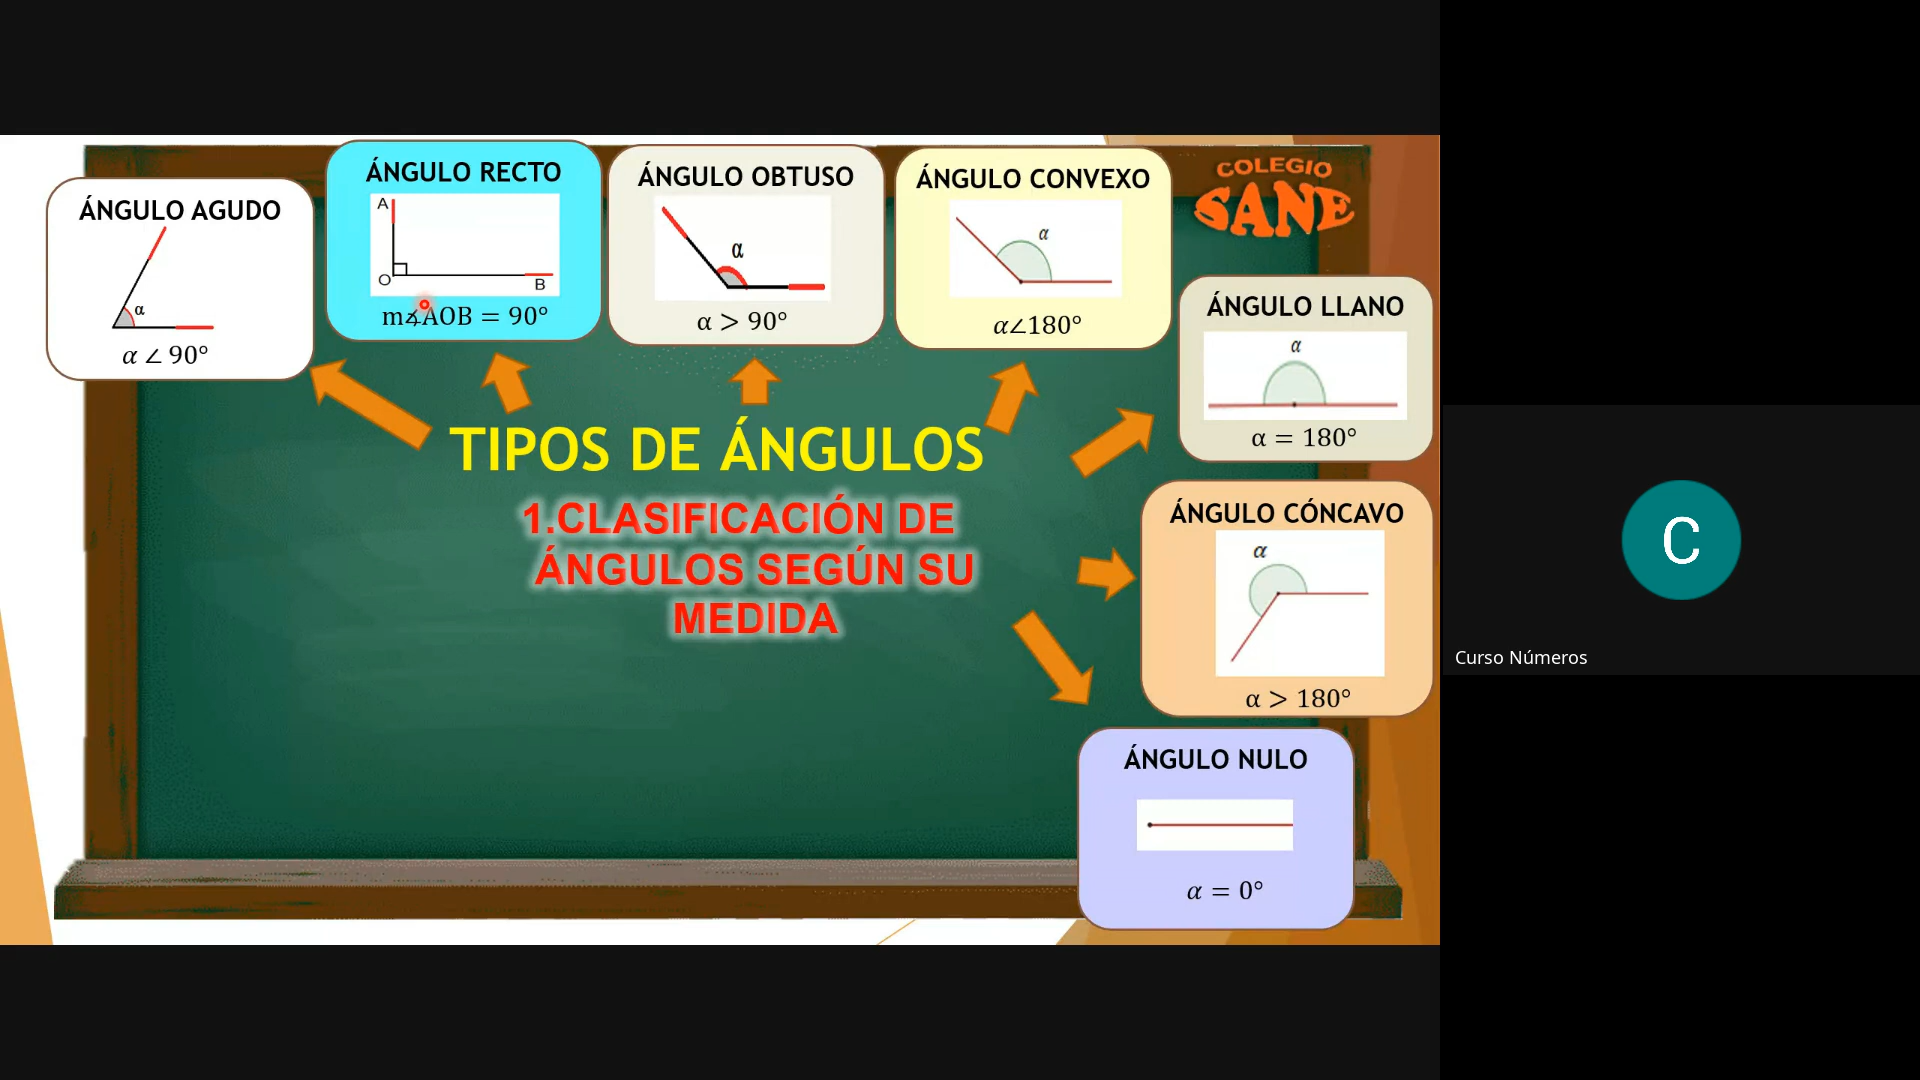 ÁNGULO AGUDO
α
α ∠ 90°
ÁNGULO RECTO
A
O
B
m∡AOB = 90°
ÁNGULO OBTUSO
α
α > 90°
ÁNGULO CONVEXO
α
α∠180°
COLEGIO
SANE
ÁNGULO LLANO
α
α = 180°
TIPOS DE ÁNGULOS
1.CLASIFICACIÓN DE
ÁNGULOS SEGÚN SU
MEDIDA
ÁNGULO CÓNCAVO
α
α > 180°
ÁNGULO NULO
α = 0°
C
Curso Números